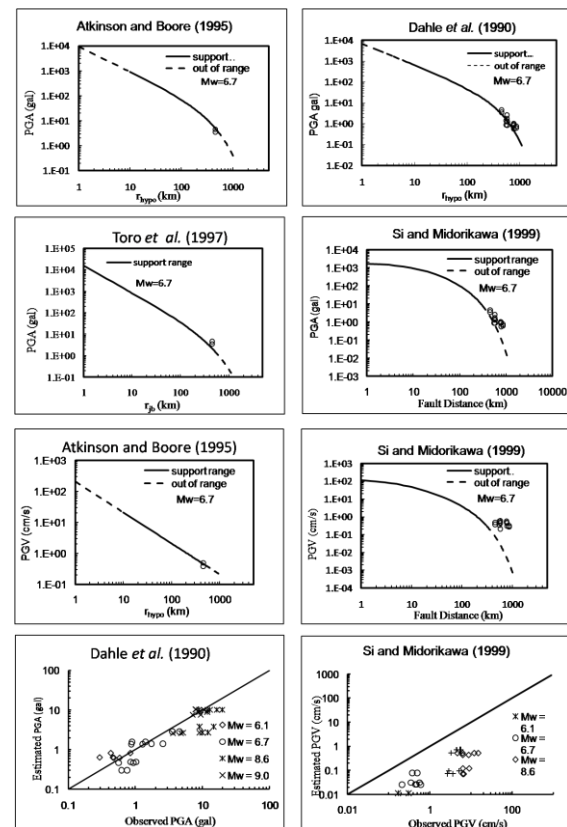 Atkinson and Boore (1995)
1.E+04
1.E+03
1.E+02
1.E+01
1.E+00
1.E-01
PGA (gal)
support..
out of range
Mw=6.7
1 10 100 1000
rhypo (km)
Dahle et al. (1990)
1.E+04
1.E+03
1.E+02
1.E+01
1.E+00
1.E-01
1.E-02
PGA gal)
support...
out of range
Mw=6.7
1 10 100 1000 10000
rhypo (km)
Toro et al. (1997)
1.E+05
1.E+04
1.E+03
1.E+02
1.E+01
1.E+00
1.E-01
PGA (gal)
support range
Mw=6.7
1 10 100 1000
rjb (km)
Si and Midorikawa (1999)
1.E+04
1.E+03
1.E+02
1.E+01
1.E+00
1.E-01
1.E-02
1.E-03
PGA (gal)
support range
out of range
Mw=6.7
1 10 100 1000 10000
Fault Distance (km)
Atkinson and Boore (1995)
1.E+03
1.E+02
1.E+01
1.E+00
1.E-01
PGV (cm/s)
support range
out of range
Mw=6.7
1 10 100 1000
rhypo (km)
Si and Midorikawa (1999)
1.E+03
1.E+02
1.E+01
1.E+00
1.E-01
1.E-02
1.E-03
1.E-04
PGV (cm/s)
support..
out of range
Mw=6.7
1 10 100 1000
Fault Distance (km)
Dahle et al. (1990)
100
10
1
0.1
Estimated PGA (gal)
Mw = 6.1
Mw = 6.7
Mw = 8.6
Mw = 9.0
0.1 1 10 100
Observed PGA (gal)
Si and Midorikawa (1999)
1000
100
10
1
0.1
0.01
Estimated PGV (cm/s)
Mw =
6.1
Mw =
6.7
Mw =
8.6
0.01 1 100
Observed PGV (cm/s)